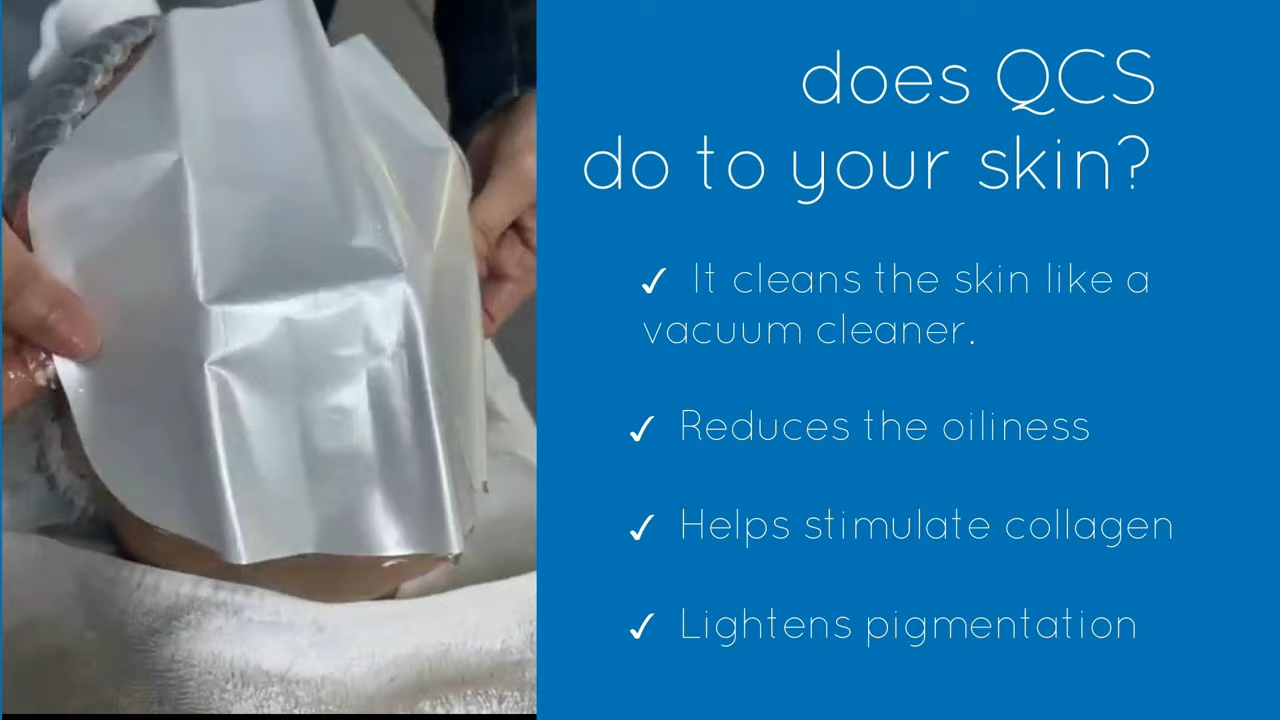 does QCS
do to your skin?
✓ It cleans the skin like a
vacuum cleaner.
✓ Reduces the oiliness
✓ Helps stimulate collagen
✓ Lightens pigmentation